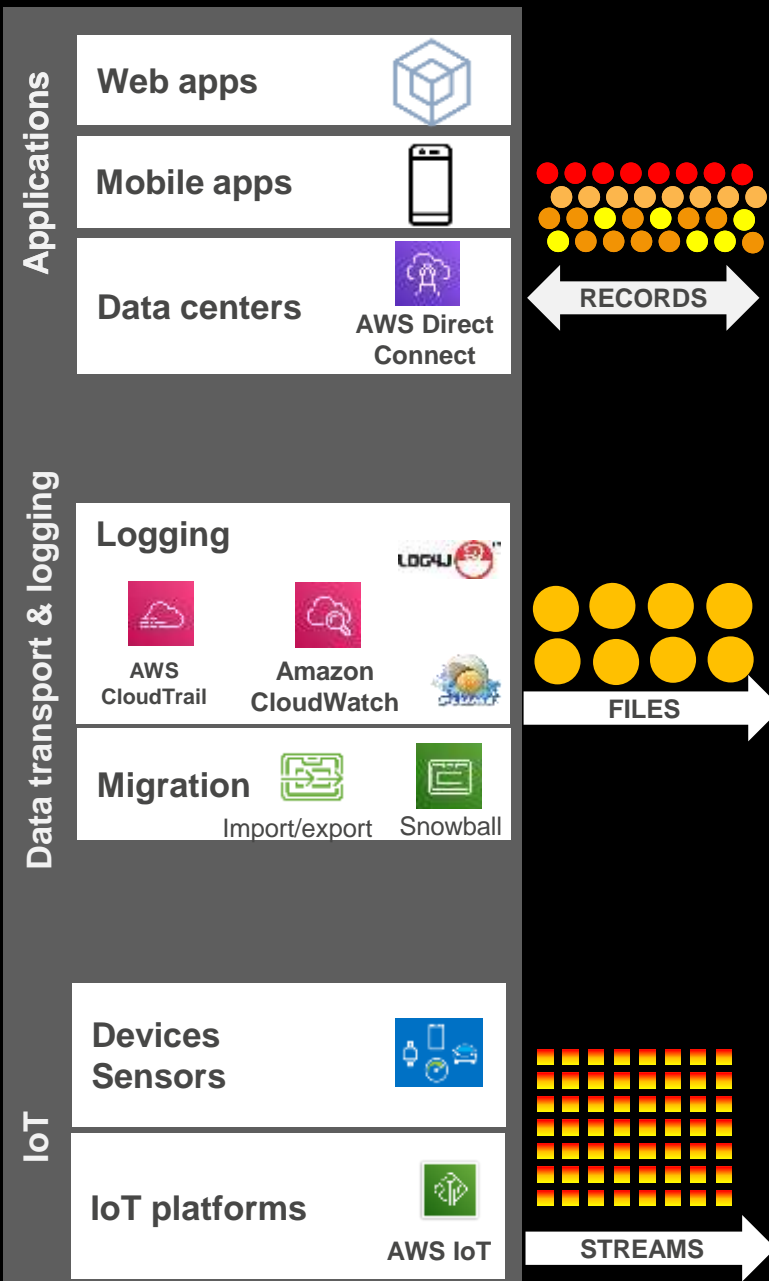 Applications
Web apps
Mobile apps
Data centers
AWS Direct
Connect
RECORDS
Data transport & logging
Logging
LOG4J
AWS
CloudTrail
Amazon
CloudWatch
FILES
Migration
Import/export
Snowball
IoT
Devices
Sensors
IoT platforms
AWS IoT
STREAMS